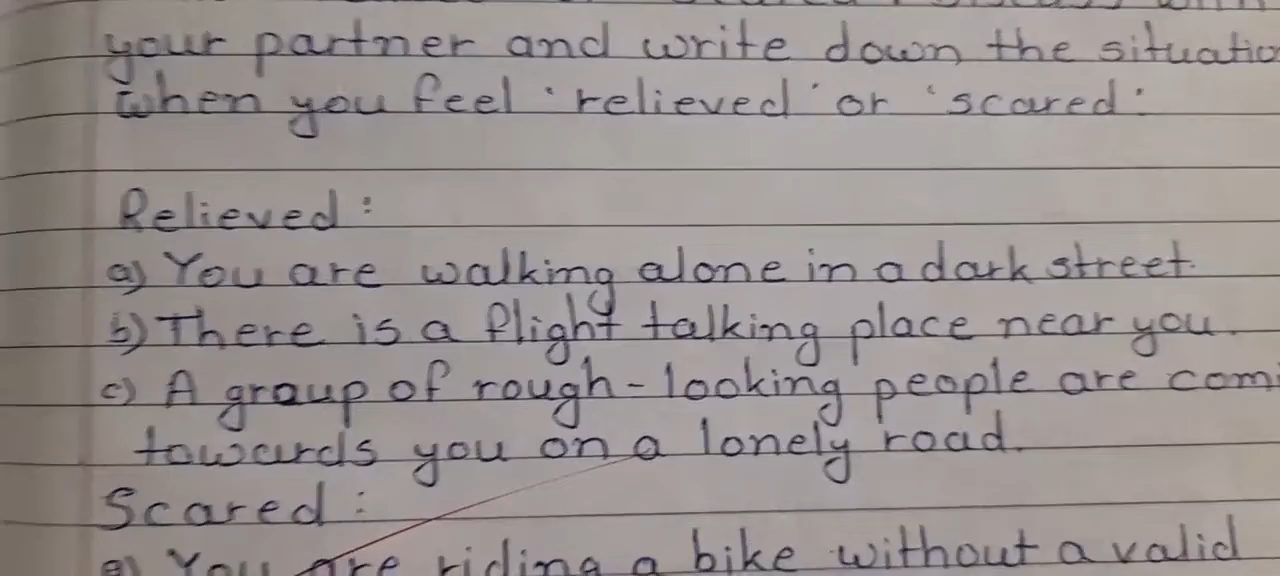 your partner and write down the situatio
when you feel 'relieved' or 'scared'.
Relieved :
a) You are walking alone in a dark street.
b) There is a flight talking place near you.
c) A group of rough-looking people are com
towards you on a lonely road.
Scared :
a) You are riding a bike without a valid